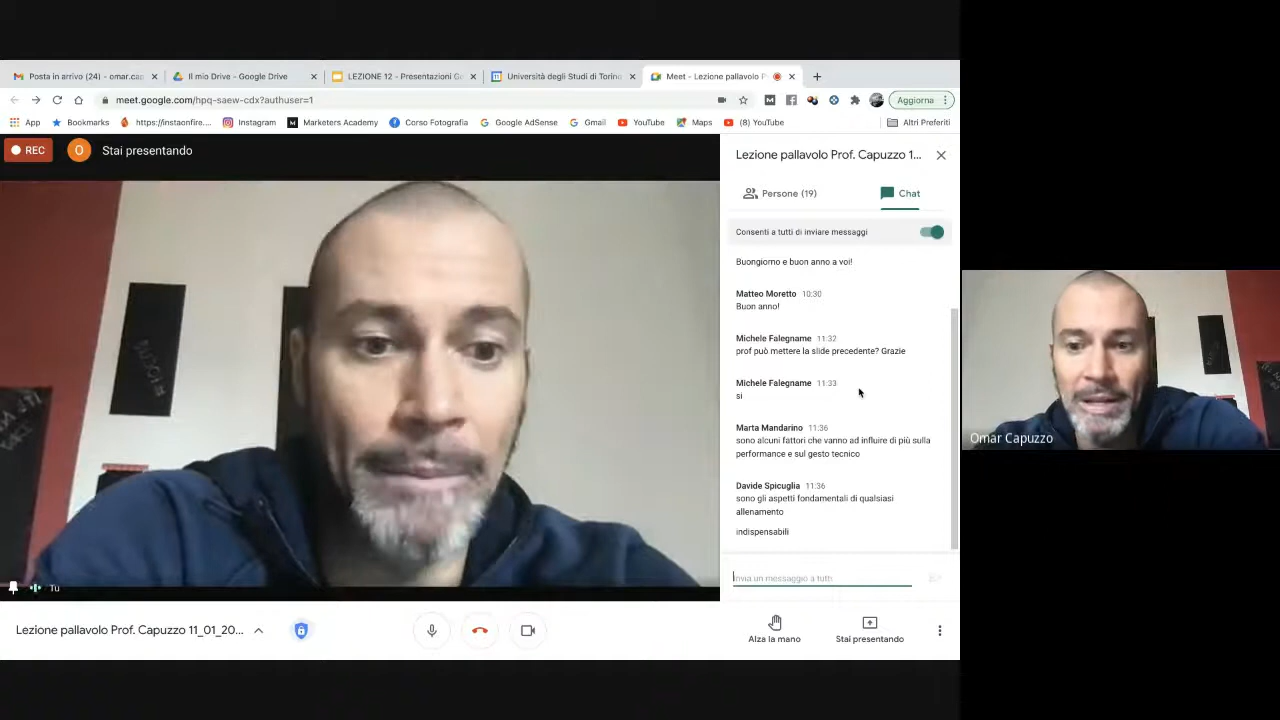 Posta in arrivo (24) - omar.cap
Il mio Drive - Google Drive
LEZIONE 12 - Presentazioni Go
Università degli Studi di Torino
Meet - Lezione pallavolo P
meet.google.com/hpq-saew-cdx?authuser=1
Aggiorna
App
Bookmarks
https://instaonfire....
Instagram
Marketers Academy
Corso Fotografia
Google AdSense
Gmail
YouTube
Maps
(8) YouTube
Altri Preferiti
REC
O
Stai presentando
Lezione pallavolo Prof. Capuzzo 1...
Persone (19)
Chat
Consenti a tutti di inviare messaggi
Buongiorno e buon anno a voi!
Matteo Moretto 10:30
Buon anno!
Michele Falegname 11:32
prof può mettere la slide precedente? Grazie
Michele Falegname 11:33
si
Marta Mandarino 11:36
sono alcuni fattori che vanno ad influire di più sulla
performance e sul gesto tecnico
Davide Spicuglia 11:36
sono gli aspetti fondamentali di qualsiasi
allenamento
indispensabili
Invia un messaggio a tutti
Tu
Lezione pallavolo Prof. Capuzzo 11_01_20...
Alza la mano
Stai presentando
Omar Capuzzo